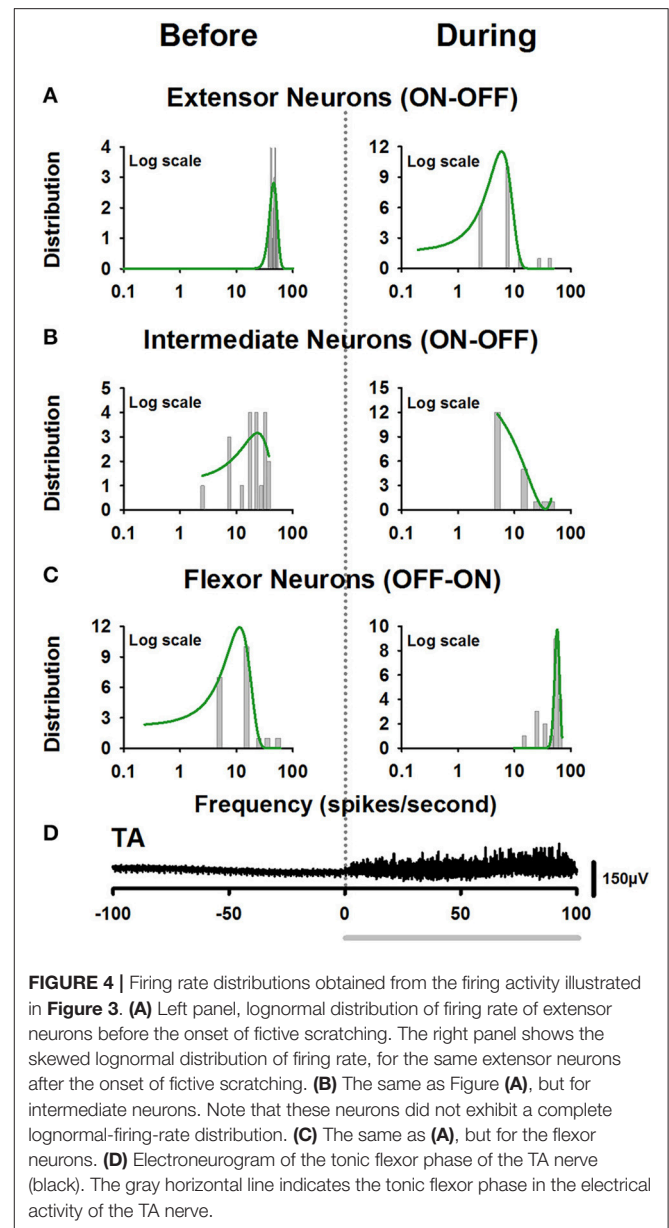 Before During
A Extensor Neurons (ON-OFF)
Distribution
4
3
2
1
0
Log scale
0.1 1 10 100
12
9
6
3
0
Log scale
0.1 1 10 100
B Intermediate Neurons (ON-OFF)
Distribution
5
4
3
2
1
0
Log scale
0.1 1 10 100
15
12
9
6
3
0
Log scale
0.1 1 10 100
C Flexor Neurons (OFF-ON)
Distribution
12
9
6
3
0
Log scale
0.1 1 10 100
10
8
6
4
2
0
Log scale
0.1 1 10 100
Frequency (spikes/second)
D TA
150µV
-100 -50 0 50 100
FIGURE 4 | Firing rate distributions obtained from the firing activity illustrated
in Figure 3. (A) Left panel, lognormal distribution of firing rate of extensor
neurons before the onset of fictive scratching. The right panel shows the
skewed lognormal distribution of firing rate, for the same extensor neurons
after the onset of fictive scratching. (B) The same as Figure (A), but for
intermediate neurons. Note that these neurons did not exhibit a complete
lognormal-firing-rate distribution. (C) The same as (A), but for the flexor
neurons. (D) Electroneurogram of the tonic flexor phase of the TA nerve
(black). The gray horizontal line indicates the tonic flexor phase in the electrical
activity of the TA nerve.